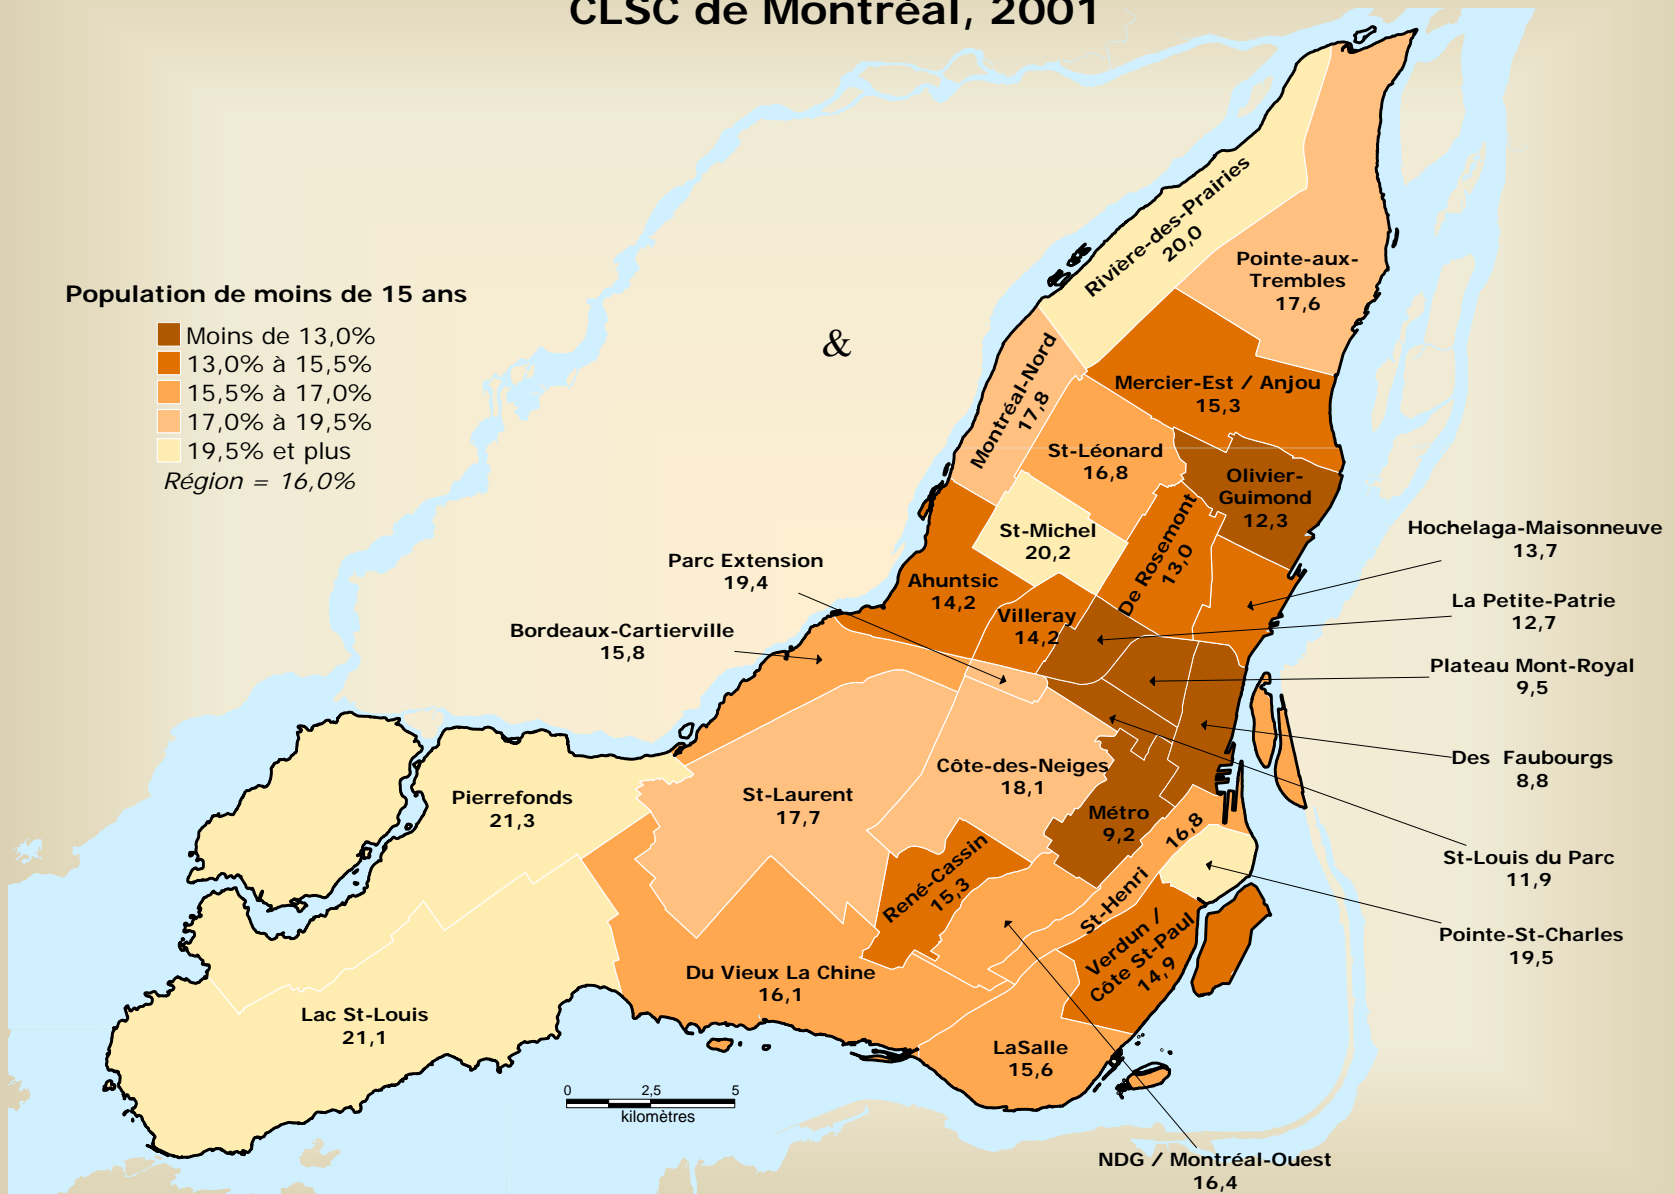 CLSC de Montréal, 2001
Population de moins de 15 ans
Moins de 13,0%
13,0% à 15,5%
15,5% à 17,0%
17,0% à 19,5%
19,5% et plus
Région = 16,0%
&
Rivière-des-Prairies
20,0
Pointe-aux-
Trembles
17,6
Montréal-Nord
17,8
Mercier-Est / Anjou
15,3
St-Léonard
16,8
Olivier-
Guimond
12,3
St-Michel
20,2
De Rosemont
13,0
Hochelaga-Maisonneuve
13,7
Parc Extension
19,4
Ahuntsic
14,2
Villeray
14,2
La Petite-Patrie
12,7
Bordeaux-Cartierville
15,8
Plateau Mont-Royal
9,5
Des Faubourgs
8,8
Côte-des-Neiges
18,1
St-Laurent
17,7
Pierrefonds
21,3
Métro
9,2
St-Henri
16,8
St-Louis du Parc
11,9
René-Cassin
15,3
Pointe-St-Charles
19,5
Verdun /
Côte St-Paul
14,9
Du Vieux La Chine
16,1
Lac St-Louis
21,1
LaSalle
15,6
0 2,5 5
kilomètres
NDG / Montréal-Ouest
16,4